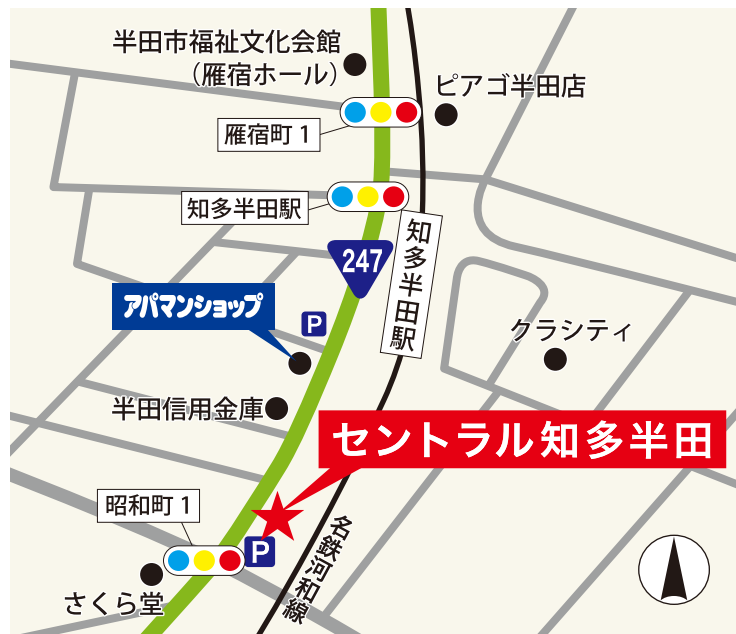 半田市福祉文化会館
（雁宿ホール）
ピアゴ半田店
雁宿町1
知多半田駅
247
知多半田駅
アパマンショップ
P
クラシティ
半田信用金庫
セントラル知多半田
昭和町1
P
名鉄河和線
さくら堂